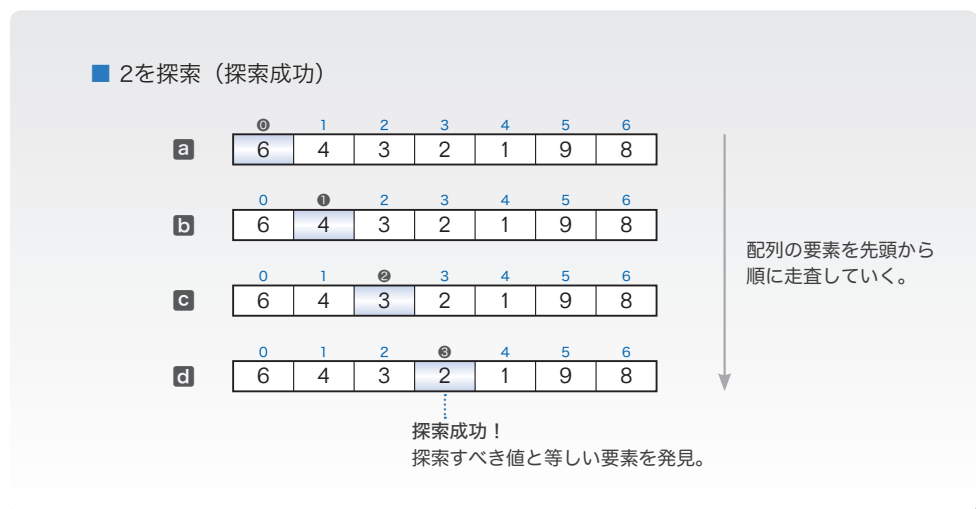 ■ 2を探索（探索成功）
⓿ 1 2 3 4 5 6
a 6 4 3 2 1 9 8
0 ❶ 2 3 4 5 6
b 6 4 3 2 1 9 8
0 1 ❷ 3 4 5 6
c 6 4 3 2 1 9 8
0 1 2 ❸ 4 5 6
d 6 4 3 2 1 9 8
探索成功！
探索すべき値と等しい要素を発見。
配列の要素を先頭から
順に走査していく。